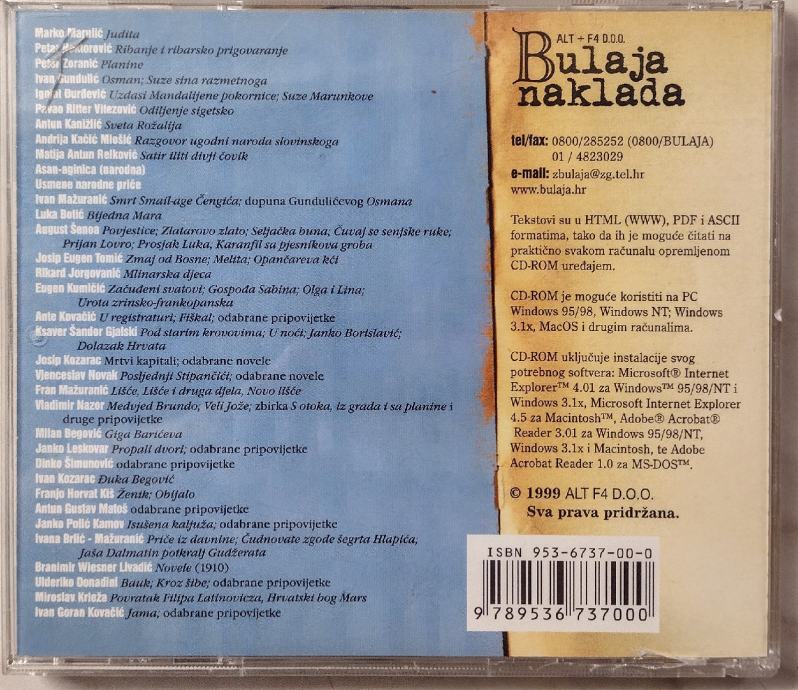 Marko Marulić Judita
Petar Hektorović Ribanje i ribarsko prigovaranje
Petar Zoranić Planine
Ivan Gundulić Osman; Suze sina razmetnoga
Ignjat Đurđević Uzdasi Mandalijene pokornice; Suze Marunkove
Pavao Ritter Vitezović Odiljenje sigetsko
Antun Kanižlić Sveta Rožalija
Andrija Kačić Miošić Razgovor ugodni naroda slovinskoga
Matija Antun Relković Satir iliti divji čovik
Asan-aginica (narodna)
Usmene narodne priče
Ivan Mažuranić Smrt Smail-age Čengića; dopuna Gundulićevog Osmana
Luka Botić Bijedna Mara
August Šenoa Povjestice; Zlatarovo zlato; Seljačka buna; Čuvaj se senjske ruke;
Prijan Lovro; Prosjak Luka, Karanfil sa pjesnikova groba
Josip Eugen Tomić Zmaj od Bosne; Melita; Opančareva kći
Rikard Jorgovanić Mlinarska djeca
Eugen Kumičić Začuđeni svatovi; Gospođa Sabina; Olga i Lina;
Urota zrinsko-frankopanska
Ante Kovačić U registraturi; Fiškal; odabrane pripovijetke
Ksaver Šandor Gjalski Pod starim krovovima; U noći; Janko Borislavić;
Dolazak Hrvata
Josip Kozarac Mrtvi kapitali; odabrane novele
Vjenceslav Novak Posljednji Stipančići; odabrane novele
Fran Mažuranić Lišće, Lišće i druga djela, Novo lišće
Vladimir Nazor Medvjed Brundo; Veli Jože; zbirka S otoka, iz grada i sa planine i
druge pripovijetke
Milan Begović Giga Barićeva
Janko Leskovar Propali dvori; odabrane pripovijetke
Dinko Šimunović odabrane pripovijetke
Ivan Kozarac Đuka Begović
Franjo Horvat Kiš Ženik; Obijalo
Antun Gustav Matoš odabrane pripovijetke
Janko Polić Kamov Isušena kaljuža; odabrane pripovijetke
Ivana Brlić - Mažuranić Priče iz davnine; Čudnovate zgode šegrta Hlapića,
Jaša Dalmatin potkralj Gudžerata
Branimir Wiesner Livadić Novele (1910)
Ulderiko Donadini Bauk; Kroz šibe; odabrane pripovijetke
Miroslav Krleža Povratak Filipa Latinovicza, Hrvatski bog Mars
Ivan Goran Kovačić Jama; odabrane pripovijetke
ALT + F4 D.O.O.
Bulaja
naklada
tel/fax: 0800/285252 (0800/BULAJA)
01 / 4823029
e-mail: zbulaja@zg.tel.hr
www.bulaja.hr
Tekstovi su u HTML (WWW), PDF i ASCII
formatima, tako da ih je moguće čitati na
praktično svakom računalu opremljenom
CD-ROM uređajem.
CD-ROM je moguće koristiti na PC
Windows 95/98, Windows NT; Windows
3.1x, MacOS i drugim računalima.
CD-ROM uključuje instalacije svog
potrebnog softvera: Microsoft® Internet
Explorer™ 4.01 za Windows™ 95/98/NT i
Windows 3.1x, Microsoft Internet Explorer
4.5 za Macintosh™, Adobe® Acrobat®
Reader 3.01 za Windows 95/98/NT,
Windows 3.1x i Macintosh, te Adobe
Acrobat Reader 1.0 za MS-DOS™.
© 1999 ALT F4 D.O.O.
Sva prava pridržana.
ISBN 953-6737-00-0
9 789536 737000